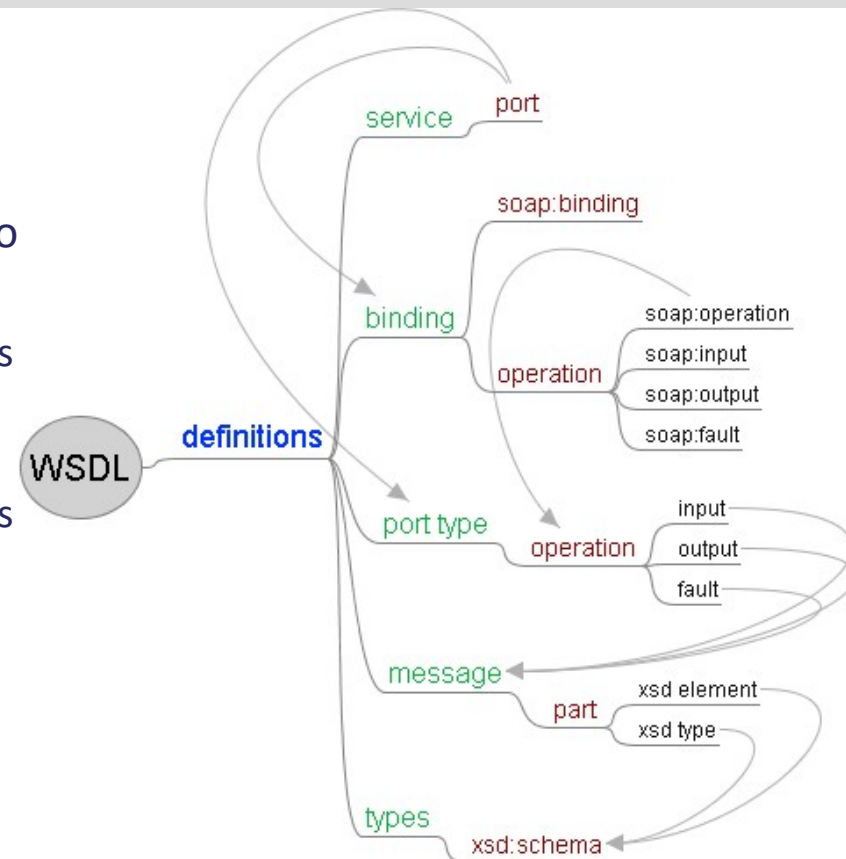 port
service
soap:binding
o
binding
soap:operation
s
soap:input
operation
soap:output
definitions
soap:fault
WSDL
s
port type
input
operation
output
fault
message
xsd element
part
xsd type
types
xsd:schema